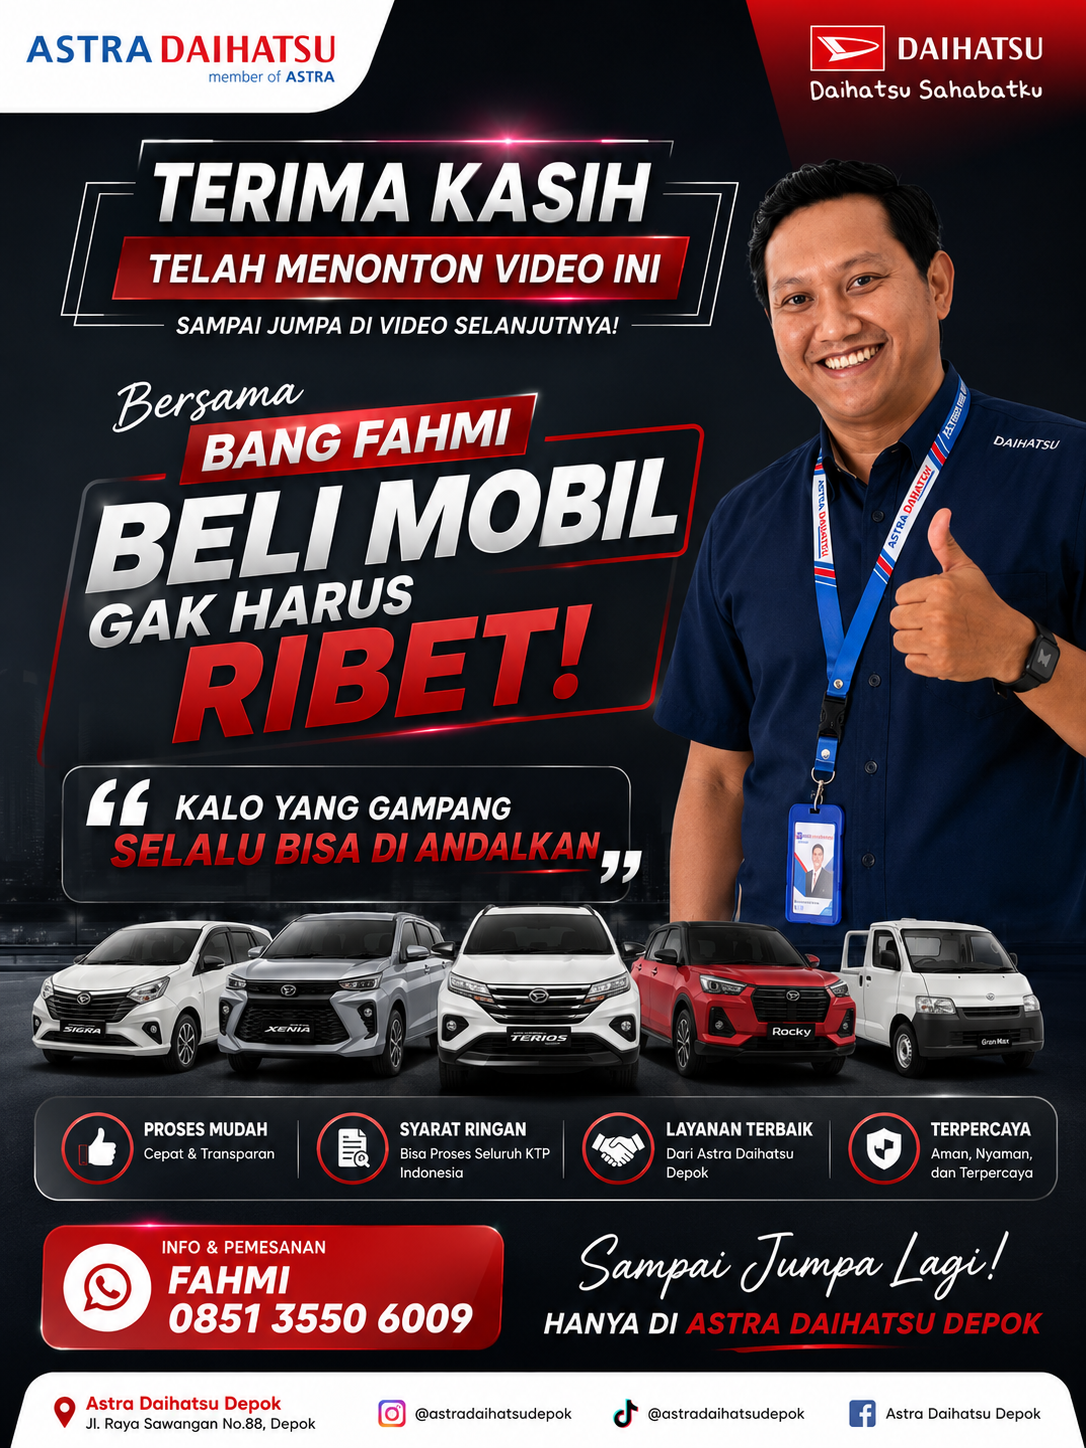 ASTRA DAIHATSU
member of ASTRA
DAIHATSU
Daihatsu Sahabatku
TERIMA KASIH
TELAH MENONTON VIDEO INI
SAMPAI JUMPA DI VIDEO SELANJUTNYA!
Bersama
BANG FAHMI
BELI MOBIL
GAK HARUS
RIBET!
DAIHATSU
ASTRA DAIHATSU
ASTRA DAIHATSU
“KALO YANG GAMPANG
SELALU BISA DI ANDALKAN”
SIGRA
XENIA
TERIOS
Rocky
Gran Max
PROSES MUDAH
Cepat & Transparan
SYARAT RINGAN
Bisa Proses Seluruh KTP
Indonesia
LAYANAN TERBAIK
Dari Astra Daihatsu
Depok
TERPERCAYA
Aman, Nyaman,
dan Terpercaya
INFO & PEMESANAN
FAHMI
0851 3550 6009
Sampai Jumpa Lagi!
HANYA DI ASTRA DAIHATSU DEPOK
Astra Daihatsu Depok
Jl. Raya Sawangan No.88, Depok
@astradaihatsudepok
@astradaihatsudepok
Astra Daihatsu Depok